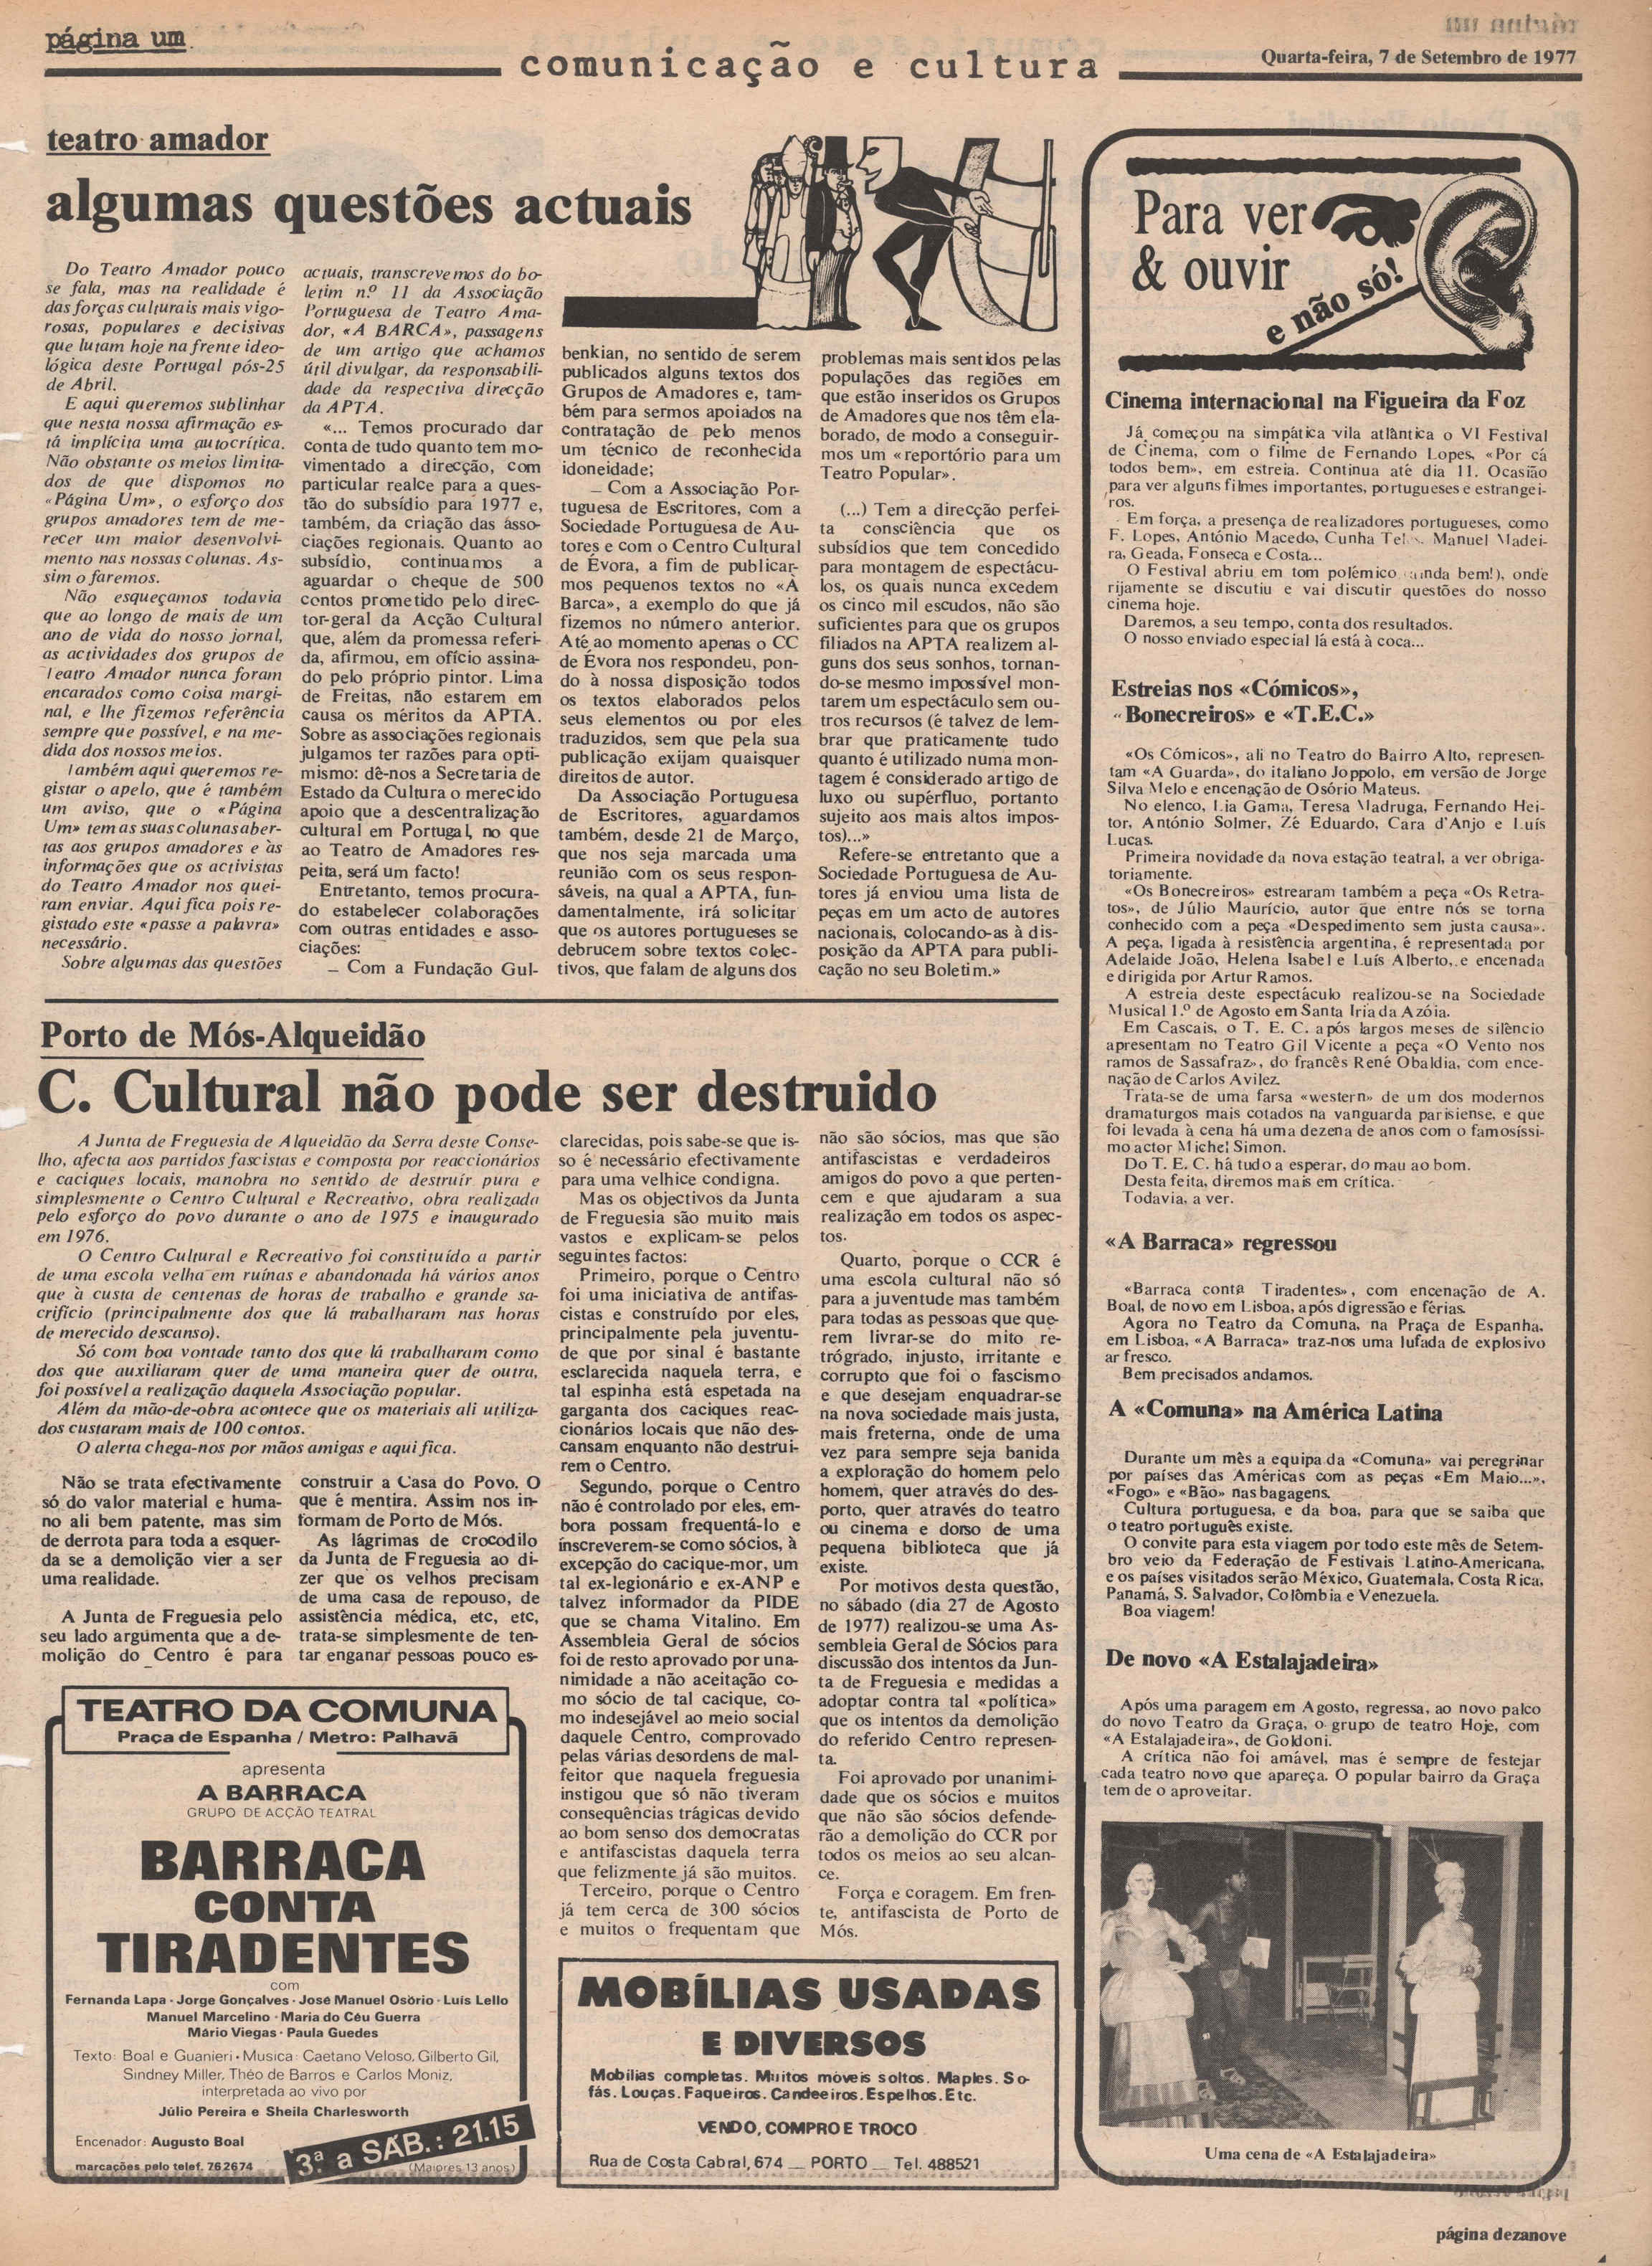 página um
comunicação e cultura
Quarta-feira, 7 de Setembro de 1977
teatro amador
algumas questões actuais
Do Teatro Amador pouco
se fala, mas na realidade é
das forças culturais mais vigo-
rosas, populares e decisivas
que lutam hoje na frente ideo-
lógica deste Portugal pós-25
de Abril.
E aqui queremos sublinhar
que nesta nossa afirmação es-
tá implícita uma autocrítica.
Não obstante os meios limita-
dos de que dispomos no
«Página Um», o esforço dos
grupos amadores tem de me-
recer um maior desenvolvi-
mento nas nossas colunas. As-
sim o faremos.
Não esqueçamos todavia
que ao longo de mais de um
ano de vida do nosso jornal,
as actividades dos grupos de
Teatro Amador nunca foram
encarados como coisa margi-
nal, e lhe fizemos referência
sempre que possível, e na me-
dida dos nossos meios.
Também aqui queremos re-
gistar o apelo, que é também
um aviso, que o «Página
Um» tem as suas colunas aber-
tas aos grupos amadores e às
informações que os activistas
do Teatro Amador nos quei-
ram enviar. Aqui fica pois re-
gistado este «passe a palavra»
necessário.
Sobre algumas das questões
actuais, transcrevemos do bo-
letim n.º 11 da Associação
Portuguesa de Teatro Ama-
dor, «A BARCA», passagens
de um artigo que achamos
útil divulgar, da responsabili-
dade da respectiva direcção
da APTA.
«... Temos procurado dar
conta de tudo quanto tem mo-
vimentado a direcção, com
particular realce para a ques-
tão do subsídio para 1977 e,
também, da criação das asso-
ciações regionais. Quanto ao
subsídio, continuamos a
aguardar o cheque de 500
contos prometido pelo direc-
tor-geral da Acção Cultural
que, além da promessa referi-
da, afirmou, em ofício assina-
do pelo próprio pintor. Lima
de Freitas, não estarem em
causa os méritos da APTA.
Sobre as associações regionais
julgamos ter razões para opti-
mismo: dê-nos a Secretaria de
Estado da Cultura o merecido
apoio que a descentralização
cultural em Portugal, no que
ao Teatro de Amadores res-
peita, será um facto!
Entretanto, temos procura-
do estabelecer colaborações
com outras entidades e asso-
ciações:
— Com a Fundação Gul-
benkian, no sentido de serem
publicados alguns textos dos
Grupos de Amadores e, tam-
bém para sermos apoiados na
contratação de pelo menos
um técnico de reconhecida
idoneidade;
— Com a Associação Por-
tuguesa de Escritores, com a
Sociedade Portuguesa de Au-
tores e com o Centro Cultural
de Évora, a fim de publicar-
mos pequenos textos no «A
Barca», a exemplo do que já
fizemos no número anterior.
Até ao momento apenas o CC
de Évora nos respondeu, pon-
do à nossa disposição todos
os textos elaborados pelos
seus elementos ou por eles
traduzidos, sem que pela sua
publicação exijam quaisquer
direitos de autor.
Da Associação Portuguesa
de Escritores, aguardamos
também, desde 21 de Março,
que nos seja marcada uma
reunião com os seus respon-
sáveis, na qual a APTA, fun-
damentalmente, irá solicitar
que os autores portugueses se
debrucem sobre textos colec-
tivos, que falam de alguns dos
problemas mais sentidos pelas
populações das regiões em
que estão inseridos os Grupos
de Amadores que nos têm ela-
borado, de modo a conseguir-
mos um «reportório para um
Teatro Popular».
(...) Tem a direcção perfei-
ta consciência que os
subsídios que tem concedido
para montagem de espectácu-
los, os quais nunca excedem
os cinco mil escudos, não são
suficientes para que os grupos
filiados na APTA realizem al-
guns dos seus sonhos, tornan-
do-se mesmo impossível mon-
tarem um espectáculo sem ou-
tros recursos (é talvez de lem-
brar que praticamente tudo
quanto é utilizado numa mon-
tagem é considerado artigo de
luxo ou supérfluo, portanto
sujeito aos mais altos impos-
tos)...»
Refere-se entretanto que a
Sociedade Portuguesa de Au-
tores já enviou uma lista de
peças em um acto de autores
nacionais, colocando-as à dis-
posição da APTA para publi-
cação no seu Boletim.»
Porto de Mós-Alqueidão
C. Cultural não pode ser destruido
A Junta de Freguesia de Alqueidão da Serra deste Conse-
lho, afecta aos partidos fascistas e composta por reaccionários
e caciques locais, manobra no sentido de destruir pura e
simplesmente o Centro Cultural e Recreativo, obra realizada
pelo esforço do povo durante o ano de 1975 e inaugurado
em 1976.
O Centro Cultural e Recreativo foi constituído a partir
de uma escola velha em ruínas e abandonada há vários anos
que à custa de centenas de horas de trabalho e grande sa-
crifício (principalmente dos que lá trabalharam nas horas
de merecido descanso).
Só com boa vontade tanto dos que lá trabalharam como
dos que auxiliaram quer de uma maneira quer de outra,
foi possível a realização daquela Associação popular.
Além da mão-de-obra acontece que os materiais ali utiliza-
dos custaram mais de 100 contos.
O alerta chega-nos por mãos amigas e aqui fica.
Não se trata efectivamente
só do valor material e huma-
no ali bem patente, mas sim
de derrota para toda a esquer-
da se a demolição vier a ser
uma realidade.
A Junta de Freguesia pelo
seu lado argumenta que a de-
molição do Centro é para
construir a Casa do Povo. O
que é mentira. Assim nos in-
formam de Porto de Mós.
As lágrimas de crocodilo
da Junta de Freguesia ao di-
zer que os velhos precisam
de uma casa de repouso, de
assistência médica, etc, etc,
trata-se simplesmente de ten-
tar enganar pessoas pouco es-
clarecidas, pois sabe-se que is-
so é necessário efectivamente
para uma velhice condigna.
Mas os objectivos da Junta
de Freguesia são muito mais
vastos e explicam-se pelos
seguintes factos:
Primeiro, porque o Centro
foi uma iniciativa de antifas-
cistas e construído por eles,
principalmente pela juventu-
de que por sinal é bastante
esclarecida naquela terra, e
tal espinha está espetada na
garganta dos caciques reac-
cionários locais que não des-
cansam enquanto não destrui-
rem o Centro.
Segundo, porque o Centro
não é controlado por eles, em-
bora possam frequentá-lo e
inscreverem-se como sócios, à
excepção do cacique-mor, um
tal ex-legionário e ex-ANP e
talvez informador da PIDE
que se chama Vitalino. Em
Assembleia Geral de sócios
foi de resto aprovado por una-
nimidade a não aceitação co-
mo sócio de tal cacique, co-
mo indesejável ao meio social
daquele Centro, comprovado
pelas várias desordens de mal-
feitor que naquela freguesia
instigou que só não tiveram
consequências trágicas devido
ao bom senso dos democratas
e antifascistas daquela terra
que felizmente já são muitos.
Terceiro, porque o Centro
já tem cerca de 300 sócios
e muitos o frequentam que
não são sócios, mas que são
antifascistas e verdadeiros
amigos do povo a que perten-
cem e que ajudaram a sua
realização em todos os aspec-
tos.
Quarto, porque o CCR é
uma escola cultural não só
para a juventude mas também
para todas as pessoas que que-
rem livrar-se do mito re-
trógrado, injusto, irritante e
corrupto que foi o fascismo
e que desejam enquadrar-se
na nova sociedade mais justa,
mais freterna, onde de uma
vez para sempre seja banida
a exploração do homem pelo
homem, quer através do des-
porto, quer através do teatro
ou cinema e dorso de uma
pequena biblioteca que já
existe.
Por motivos desta questão,
no sábado (dia 27 de Agosto
de 1977) realizou-se uma As-
sembleia Geral de Sócios para
discussão dos intentos da Jun-
ta de Freguesia e medidas a
adoptar contra tal «política»
que os intentos da demolição
do referido Centro represen-
ta.
Foi aprovado por unanimi-
dade que os sócios e muitos
que não são sócios defende-
rão a demolição do CCR por
todos os meios ao seu alcan-
ce.
Força e coragem. Em fren-
te, antifascista de Porto de
Mós.
TEATRO DA COMUNA
Praça de Espanha / Metro: Palhavã
apresenta
A BARRACA
GRUPO DE ACÇÃO TEATRAL
BARRACA
CONTA
TIRADENTES
com
Fernanda Lapa · Jorge Gonçalves · José Manuel Osório · Luís Lello
Manuel Marcelino · Maria do Céu Guerra
Mário Viegas · Paula Guedes
Texto: Boal e Guanieri · Musica: Caetano Veloso, Gilberto Gil,
Sindney Miller, Théo de Barros e Carlos Moniz,
interpretada ao vivo por
Júlio Pereira e Sheila Charlesworth
Encenador: Augusto Boal
marcações pelo telef. 762674
3.ª a SÁB.: 21.15
(Maiores 13 anos)
MOBÍLIAS USADAS
E DIVERSOS
Mobílias completas. Muitos móveis soltos. Maples. So-
fás. Louças. Faqueiros. Candeeiros. Espelhos. Etc.
VENDO, COMPRO E TROCO
Rua de Costa Cabral, 674 — PORTO — Tel. 488521
Para ver
& ouvir
e não só!
Cinema internacional na Figueira da Foz
Já começou na simpática vila atlântica o VI Festival
de Cinema, com o filme de Fernando Lopes, «Por cá
todos bem», em estreia. Continua até dia 11. Ocasião
para ver alguns filmes importantes, portugueses e estrangei-
ros.
Em força, a presença de realizadores portugueses, como
F. Lopes, António Macedo, Cunha Manuel Madei-
ra, Geada, Fonseca e Costa...
O Festival abriu em tom polémico (ainda bem!), onde
rijamente se discutiu e vai discutir questões do nosso
cinema hoje.
Daremos, a seu tempo, conta dos resultados.
O nosso enviado especial lá está à coca...
Estreias nos «Cómicos»,
«Bonecreiros» e «T.E.C.»
«Os Cómicos», ali no Teatro do Bairro Alto, represen-
tam «A Guarda», do italiano Joppolo, em versão de Jorge
Silva Melo e encenação de Osório Mateus.
No elenco, Lia Gama, Teresa Madruga, Fernando Hei-
tor, António Solmer, Zé Eduardo, Cara d'Anjo e Luís
Lucas.
Primeira novidade da nova estação teatral, a ver obriga-
toriamente.
«Os Bonecreiros» estrearam também a peça «Os Retra-
tos», de Júlio Maurício, autor que entre nós se torna
conhecido com a peça «Despedimento sem justa causa».
A peça, ligada à resistência argentina, é representada por
Adelaide João, Helena Isabel e Luís Alberto, e encenada
e dirigida por Artur Ramos.
A estreia deste espectáculo realizou-se na Sociedade
Musical 1.º de Agosto em Santa Iria da Azóia.
Em Cascais, o T. E. C. após largos meses de silêncio
apresentam no Teatro Gil Vicente a peça «O Vento nos
ramos de Sassafraz», do francês René Obaldia, com ence-
nação de Carlos Avilez.
Trata-se de uma farsa «western» de um dos modernos
dramaturgos mais cotados na vanguarda parisiense, e que
foi levada à cena há uma dezena de anos com o famosíssi-
mo actor Michel Simon.
Do T. E. C. há tudo a esperar, do mau ao bom.
Desta feita, diremos mais em crítica.
Todavia, a ver.
«A Barraca» regressou
«Barraca conta Tiradentes», com encenação de A.
Boal, de novo em Lisboa, após digressão e férias.
Agora no Teatro da Comuna, na Praça de Espanha,
em Lisboa, «A Barraca» traz-nos uma lufada de explosivo
ar fresco.
Bem precisados andamos.
A «Comuna» na América Latina
Durante um mês a equipa da «Comuna» vai peregrinar
por países das Américas com as peças «Em Maio...»,
«Fogo» e «Bão» nas bagagens.
Cultura portuguesa, e da boa, para que se saiba que
o teatro português existe.
O convite para esta viagem por todo este mês de Setem-
bro veio da Federação de Festivais Latino-Americana,
e os países visitados serão México, Guatemala, Costa Rica,
Panamá, S. Salvador, Colômbia e Venezuela.
Boa viagem!
De novo «A Estalajadeira»
Após uma paragem em Agosto, regressa, ao novo palco
do novo Teatro da Graça, o grupo de teatro Hoje, com
«A Estalajadeira», de Goldoni.
A crítica não foi amável, mas é sempre de festejar
cada teatro novo que apareça. O popular bairro da Graça
tem de o aproveitar.
Uma cena de «A Estalajadeira»
página dezanove